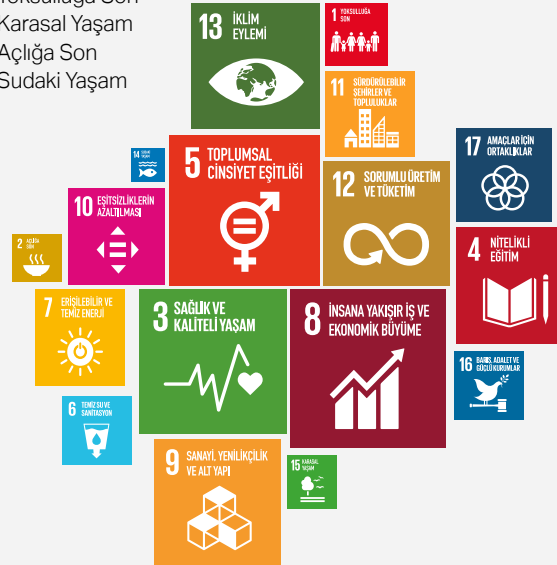 Yoksulluğa Son
Karasal Yaşam
Açlığa Son
Sudaki Yaşam
13 İKLİM
EYLEMİ
1 YOKSULLUĞA
SON
11 SÜRDÜRÜLEBİLİR
ŞEHİRLER VE
TOPLULUKLAR
14 SUDAKİ
YAŞAM
5 TOPLUMSAL
CİNSİYET EŞİTLİĞİ
12 SORUMLU ÜRETİM
VE TÜKETİM
17 AMAÇLAR İÇİN
ORTAKLIKLAR
10 EŞİTSİZLİKLERİN
AZALTILMASI
2 AÇLIĞA
SON
4 NİTELİKLİ
EĞİTİM
7 ERİŞİLEBİLİR VE
TEMİZ ENERJİ
3 SAĞLIK VE
KALİTELİ YAŞAM
8 İNSANA YAKIŞIR İŞ VE
EKONOMİK BÜYÜME
16 BARIŞ, ADALET VE
GÜÇLÜ KURUMLAR
6 TEMİZ SU VE
SANİTASYON
9 SANAYİ, YENİLİKÇİLİK
VE ALT YAPI
15 KARASAL
YAŞAM